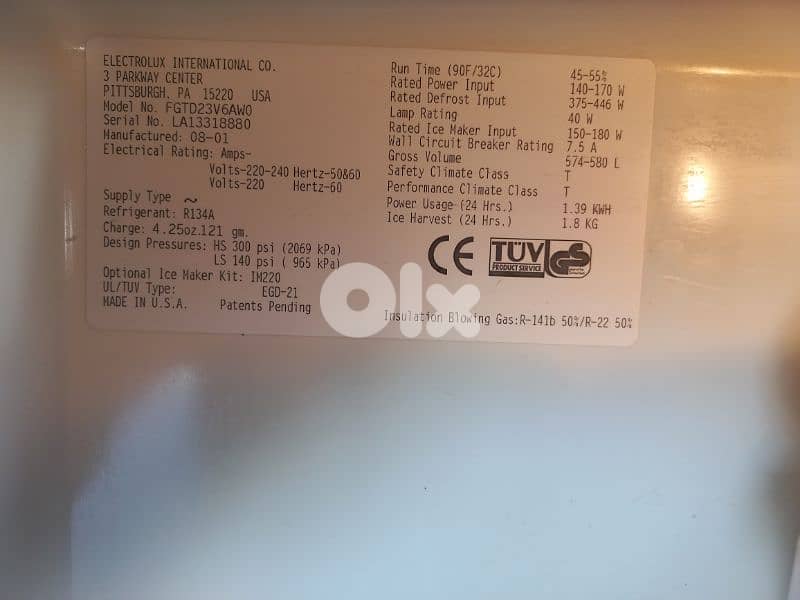 ELECTROLUX INTERNATIONAL CO.
3 PARKWAY CENTER
PITTSBURGH, PA 15220 USA
Model No. FGTD23V6AW0
Serial No. LA13318880
Manufactured: 08-01
Electrical Rating: Amps-
Volts-220-240 Hertz-50&60
Volts-220 Hertz-60
Supply Type ~
Refrigerant: R134A
Charge: 4.25oz.121 gm.
Design Pressures: HS 300 psi (2069 kPa)
LS 140 psi ( 965 kPa)
Optional Ice Maker Kit: IM220
UL/TUV Type: EGD-21
MADE IN U.S.A. Patents Pending
Run Time (90F/32C) 45-55%
Rated Power Input 140-170 W
Rated Defrost Input 375-446 W
Lamp Rating 40 W
Rated Ice Maker Input 150-180 W
Wall Circuit Breaker Rating 7.5 A
Gross Volume 574-580 L
Safety Climate Class T
Performance Climate Class T
Power Usage (24 Hrs.) 1.39 KWH
Ice Harvest (24 Hrs.) 1.8 KG
CE TÜV PRODUCT SERVICE GS
Insulation Blowing Gas:R-141b 50%/R-22 50%
olx